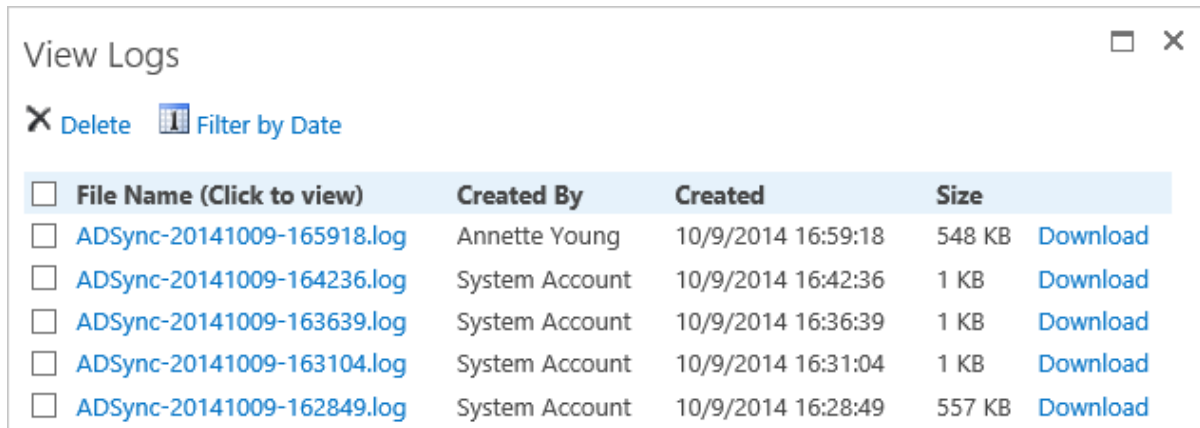 View Logs
Delete Filter by Date
File Name (Click to view) Created By Created Size
ADSync-20141009-165918.log Annette Young 10/9/2014 16:59:18 548 KB Download
ADSync-20141009-164236.log System Account 10/9/2014 16:42:36 1 KB Download
ADSync-20141009-163639.log System Account 10/9/2014 16:36:39 1 KB Download
ADSync-20141009-163104.log System Account 10/9/2014 16:31:04 1 KB Download
ADSync-20141009-162849.log System Account 10/9/2014 16:28:49 557 KB Download